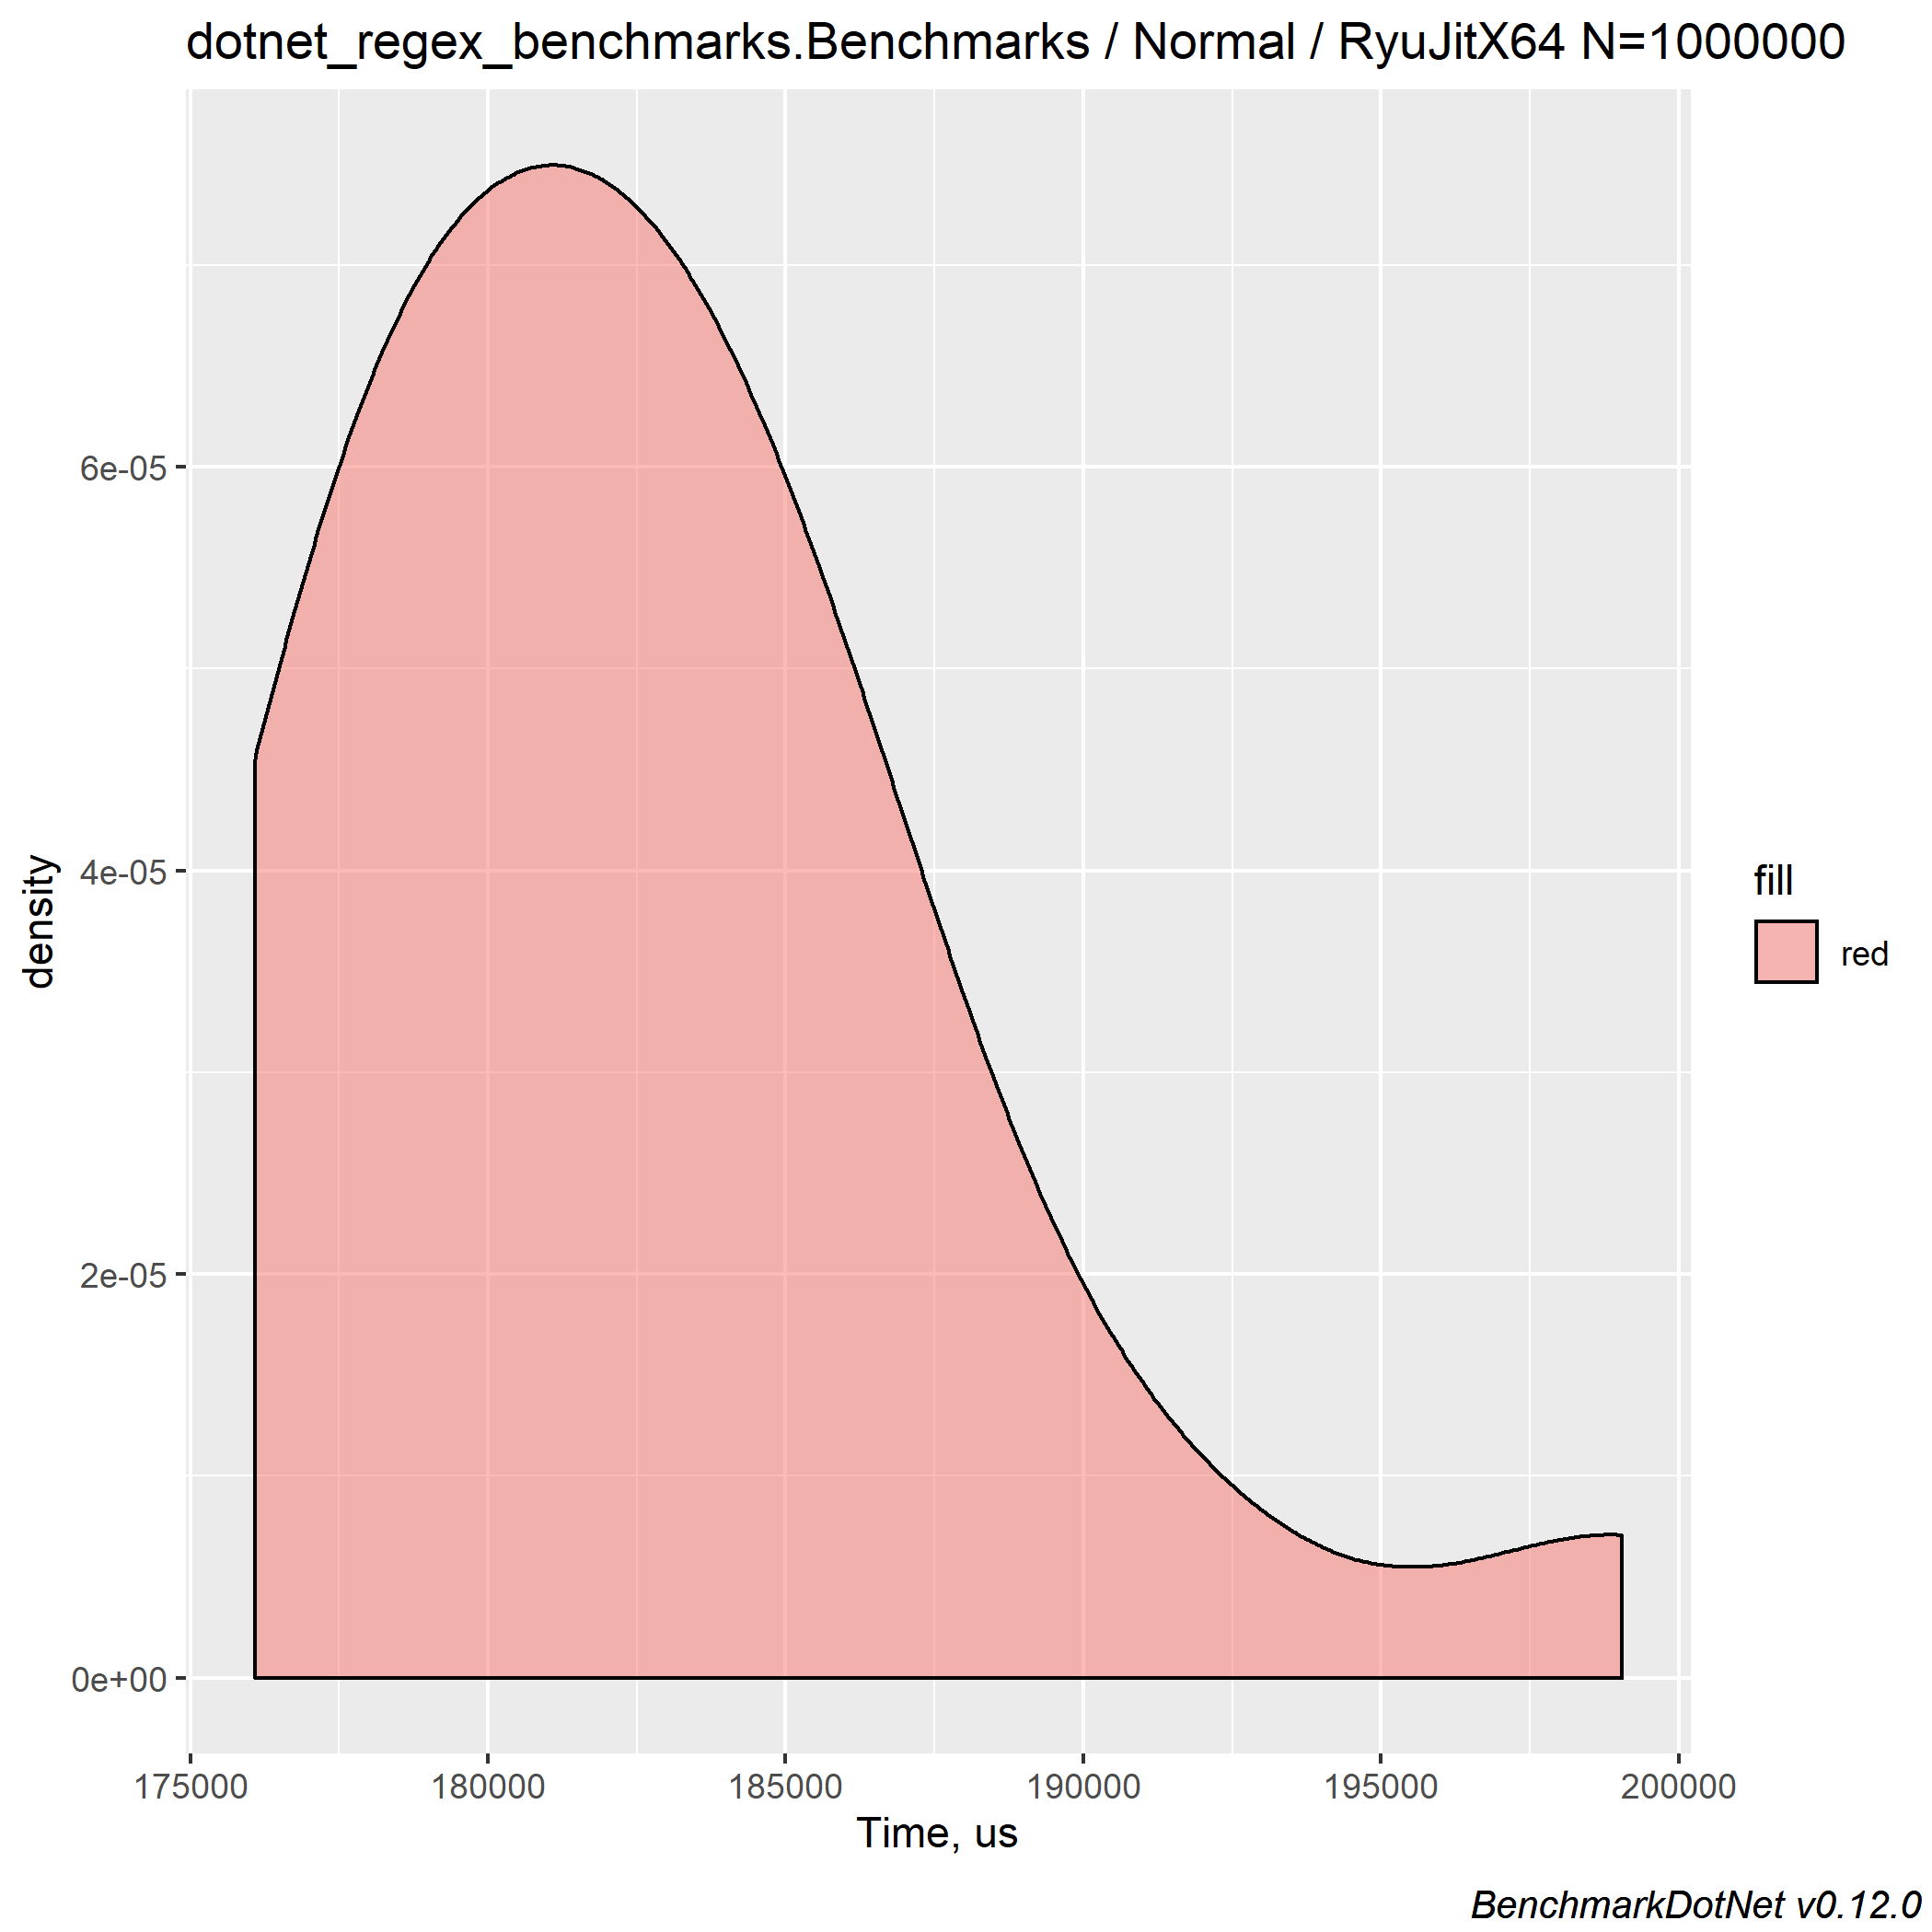 dotnet_regex_benchmarks.Benchmarks / Normal / RyuJitX64 N=1000000
6e-05
4e-05
2e-05
0e+00
density
fill
red
175000 180000 185000 190000 195000 200000
Time, us
BenchmarkDotNet v0.12.0